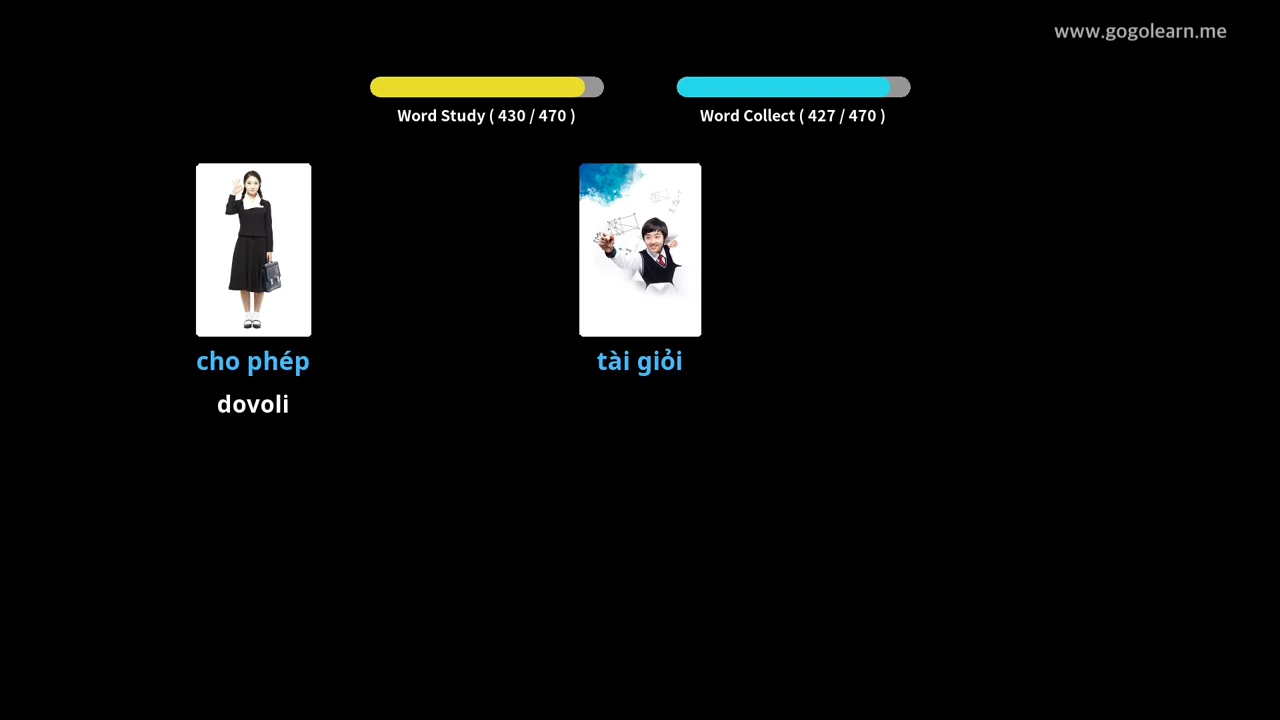 www.gogolearn.me
Word Study ( 430 / 470 )
Word Collect ( 427 / 470 )
cho phép
tài giỏi
dovoli